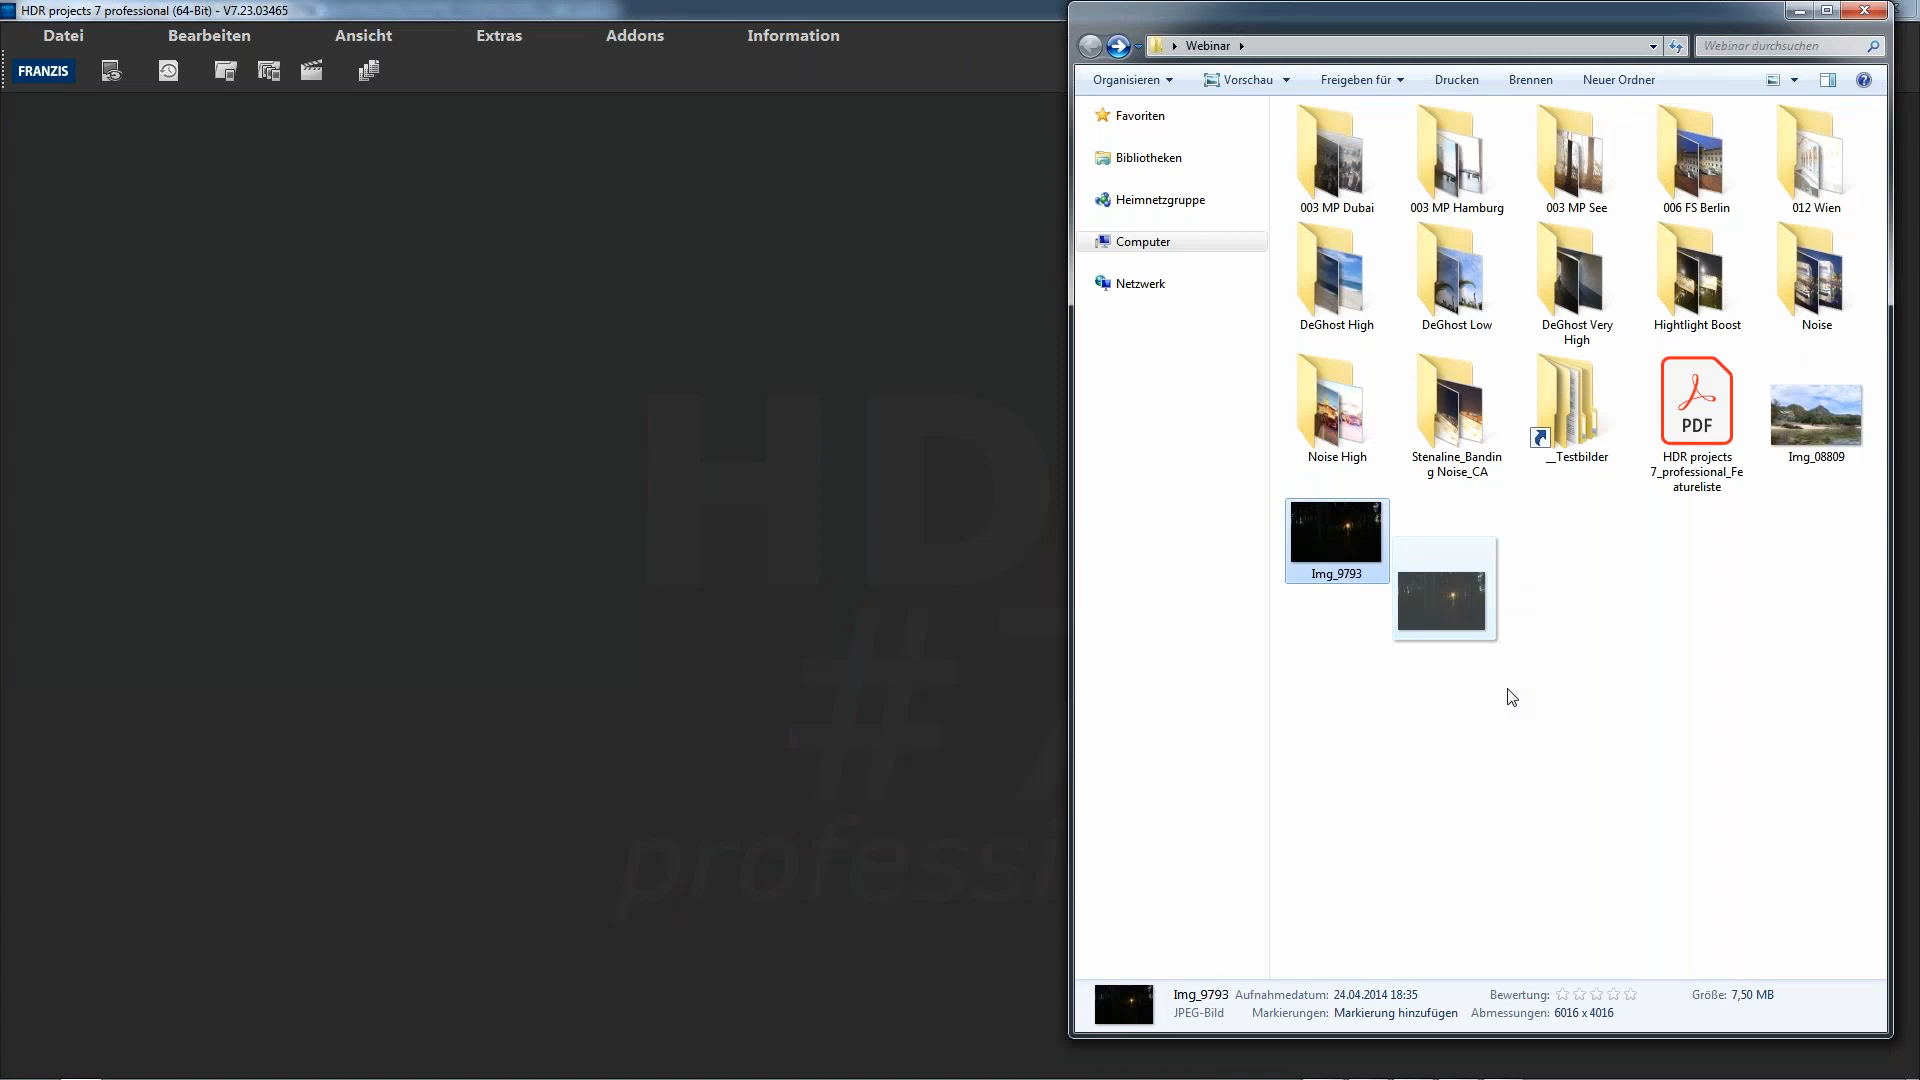 HDR projects 7 professional (64-Bit) - V7.23.03465
Datei Bearbeiten Ansicht Extras Addons Information
FRANZIS
HD
#7
professi
Webinar
Webinar durchsuchen
Organisieren Vorschau Freigeben für Drucken Brennen Neuer Ordner
Favoriten
Bibliotheken
Heimnetzgruppe
Computer
Netzwerk
003 MP Dubai 003 MP Hamburg 003 MP See 006 FS Berlin 012 Wien
DeGhost High DeGhost Low DeGhost Very Hightlight Boost Noise
High
Noise High Stenaline_Bandin __Testbilder HDR projects Img_08809
g Noise_CA 7_professional_Fe
atureliste
PDF
Img_9793
Img_9793 Aufnahmedatum: 24.04.2014 18:35 Bewertung: Größe: 7,50 MB
JPEG-Bild Markierungen: Markierung hinzufügen Abmessungen: 6016 x 4016